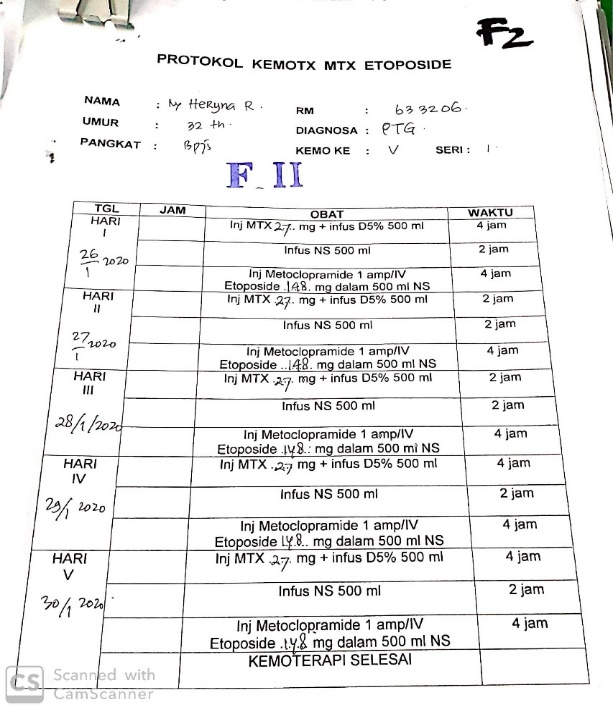 F2
PROTOKOL KEMOTX MTX ETOPOSIDE
NAMA : Ny Heryna R. RM : 633206.
UMUR : 32 th. DIAGNOSA : PTG.
PANGKAT : Bpjs KEMO KE : V SERI : 1
F_II
TGL JAM OBAT WAKTU
HARI I Inj MTX 27. mg + infus D5% 500 ml 4 jam
26/1 2020 Infus NS 500 ml 2 jam
Inj Metoclopramide 1 amp/IV 4 jam
Etoposide .148. mg dalam 500 ml NS
HARI II Inj MTX .27. mg + infus D5% 500 ml 2 jam
Infus NS 500 ml 2 jam
27/1 2020 Inj Metoclopramide 1 amp/IV 4 jam
Etoposide ..148. mg dalam 500 ml NS
HARI III Inj MTX .27. mg + infus D5% 500 ml 2 jam
Infus NS 500 ml 2 jam
28/1/2020 Inj Metoclopramide 1 amp/IV 4 jam
Etoposide .148.. mg dalam 500 ml NS
HARI IV Inj MTX .27 mg + infus D5% 500 ml 4 jam
29/1 2020 Infus NS 500 ml 2 jam
Inj Metoclopramide 1 amp/IV 4 jam
Etoposide 148.. mg dalam 500 ml NS
HARI V Inj MTX .27. mg + infus D5% 500 ml 4 jam
30/1 2020 Infus NS 500 ml 2 jam
Inj Metoclopramide 1 amp/IV 4 jam
Etoposide .148 mg dalam 500 ml NS
KEMOTERAPI SELESAI
CS Scanned with
CamScanner